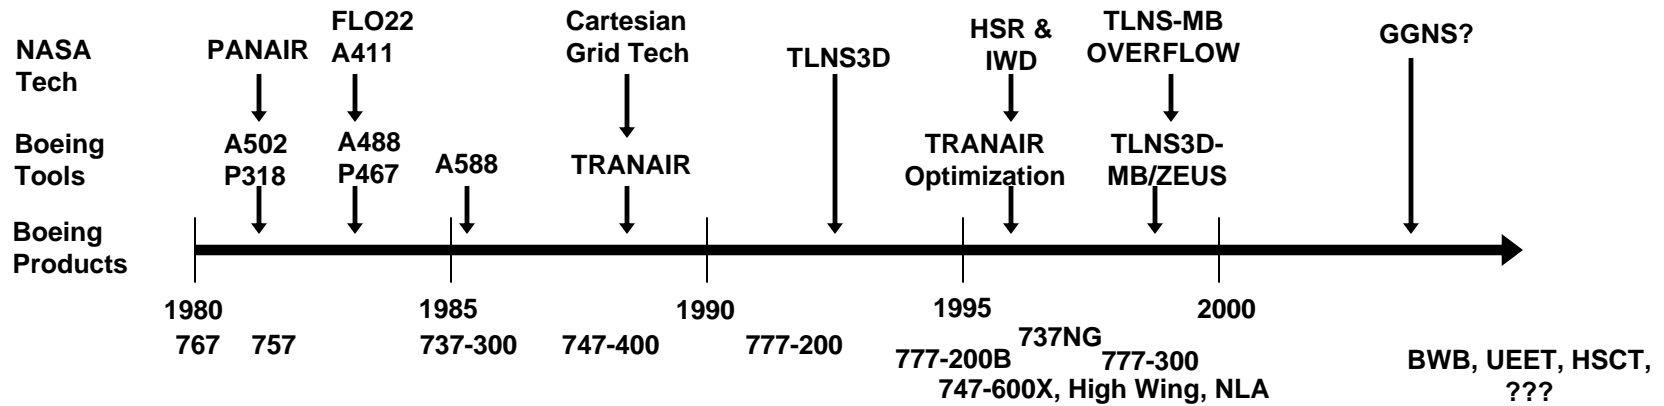 NASA
Tech
PANAIR
FLO22
A411
Cartesian
Grid Tech
TLNS3D
HSR &
IWD
TLNS-MB
OVERFLOW
GGNS?
Boeing
Tools
A502
P318
A488
P467
A588
TRANAIR
TRANAIR
Optimization
TLNS3D-
MB/ZEUS
Boeing
Products
1980
1985
1990
1995
2000
767
757
737-300
747-400
777-200
777-200B
737NG
777-300
747-600X, High Wing, NLA
BWB, UEET, HSCT,
???